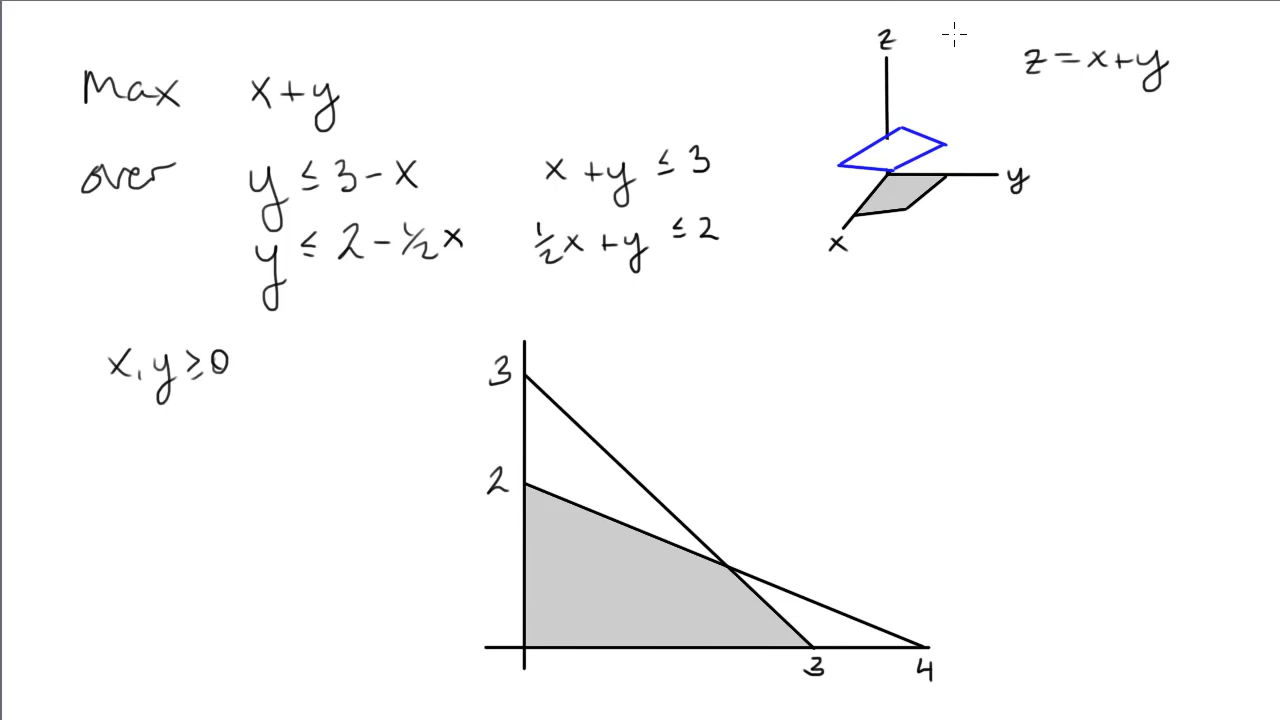 Max x+y
over y ≤ 3-x x+y ≤ 3
y ≤ 2-1/2x 1/2x+y ≤ 2
x, y ≥ 0
z
z=x+y
y
x
3
2
3 4